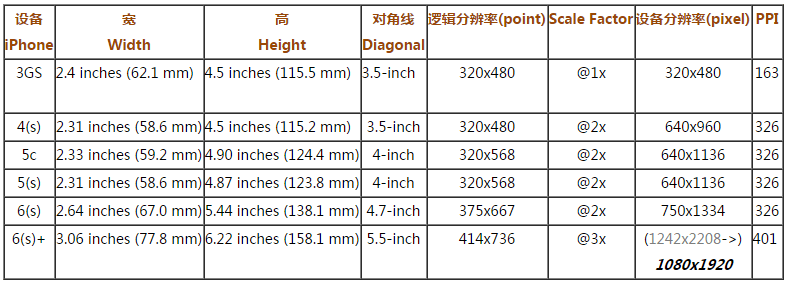 设备 宽 高 对角线 逻辑分辨率(point) Scale Factor 设备分辨率(pixel) PPI
iPhone Width Height Diagonal
3GS 2.4 inches (62.1 mm) 4.5 inches (115.5 mm) 3.5-inch 320x480 @1x 320x480 163
4(s) 2.31 inches (58.6 mm) 4.5 inches (115.2 mm) 3.5-inch 320x480 @2x 640x960 326
5c 2.33 inches (59.2 mm) 4.90 inches (124.4 mm) 4-inch 320x568 @2x 640x1136 326
5(s) 2.31 inches (58.6 mm) 4.87 inches (123.8 mm) 4-inch 320x568 @2x 640x1136 326
6(s) 2.64 inches (67.0 mm) 5.44 inches (138.1 mm) 4.7-inch 375x667 @2x 750x1334 326
6(s)+ 3.06 inches (77.8 mm) 6.22 inches (158.1 mm) 5.5-inch 414x736 @3x (1242x2208->) 401
1080x1920